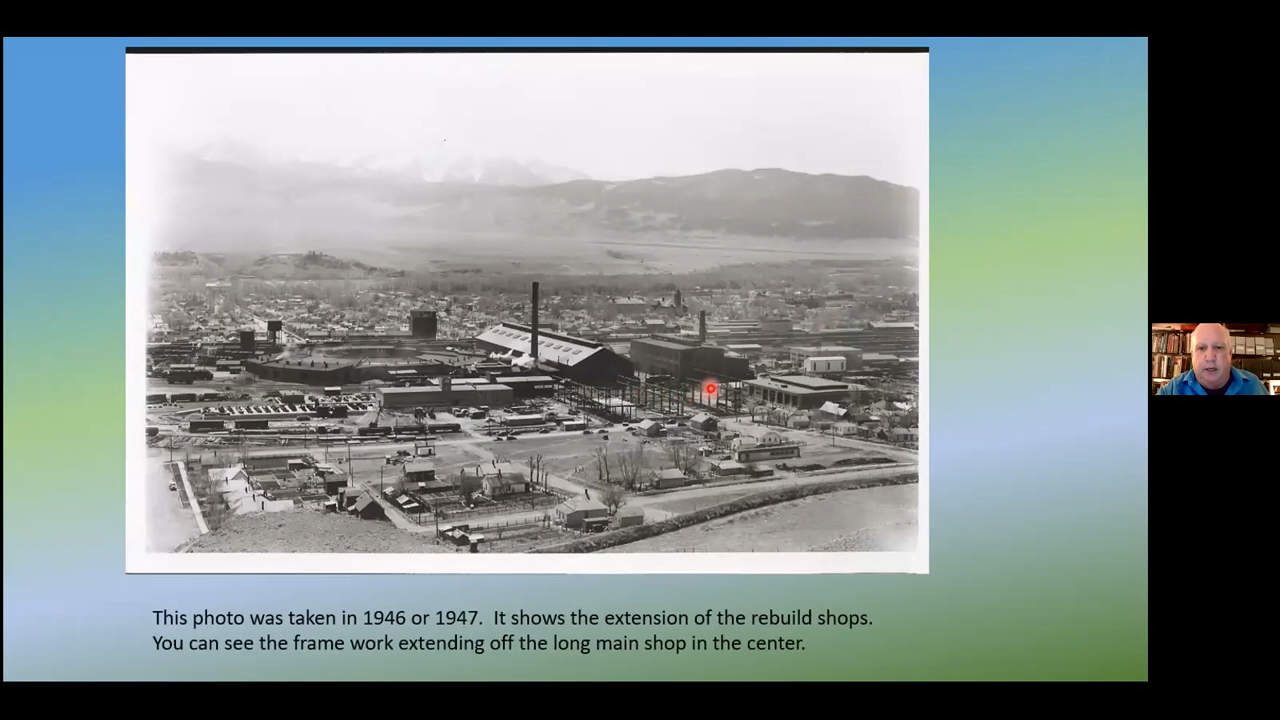 This photo was taken in 1946 or 1947.  It shows the extension of the rebuild shops.
You can see the frame work extending off the long main shop in the center.